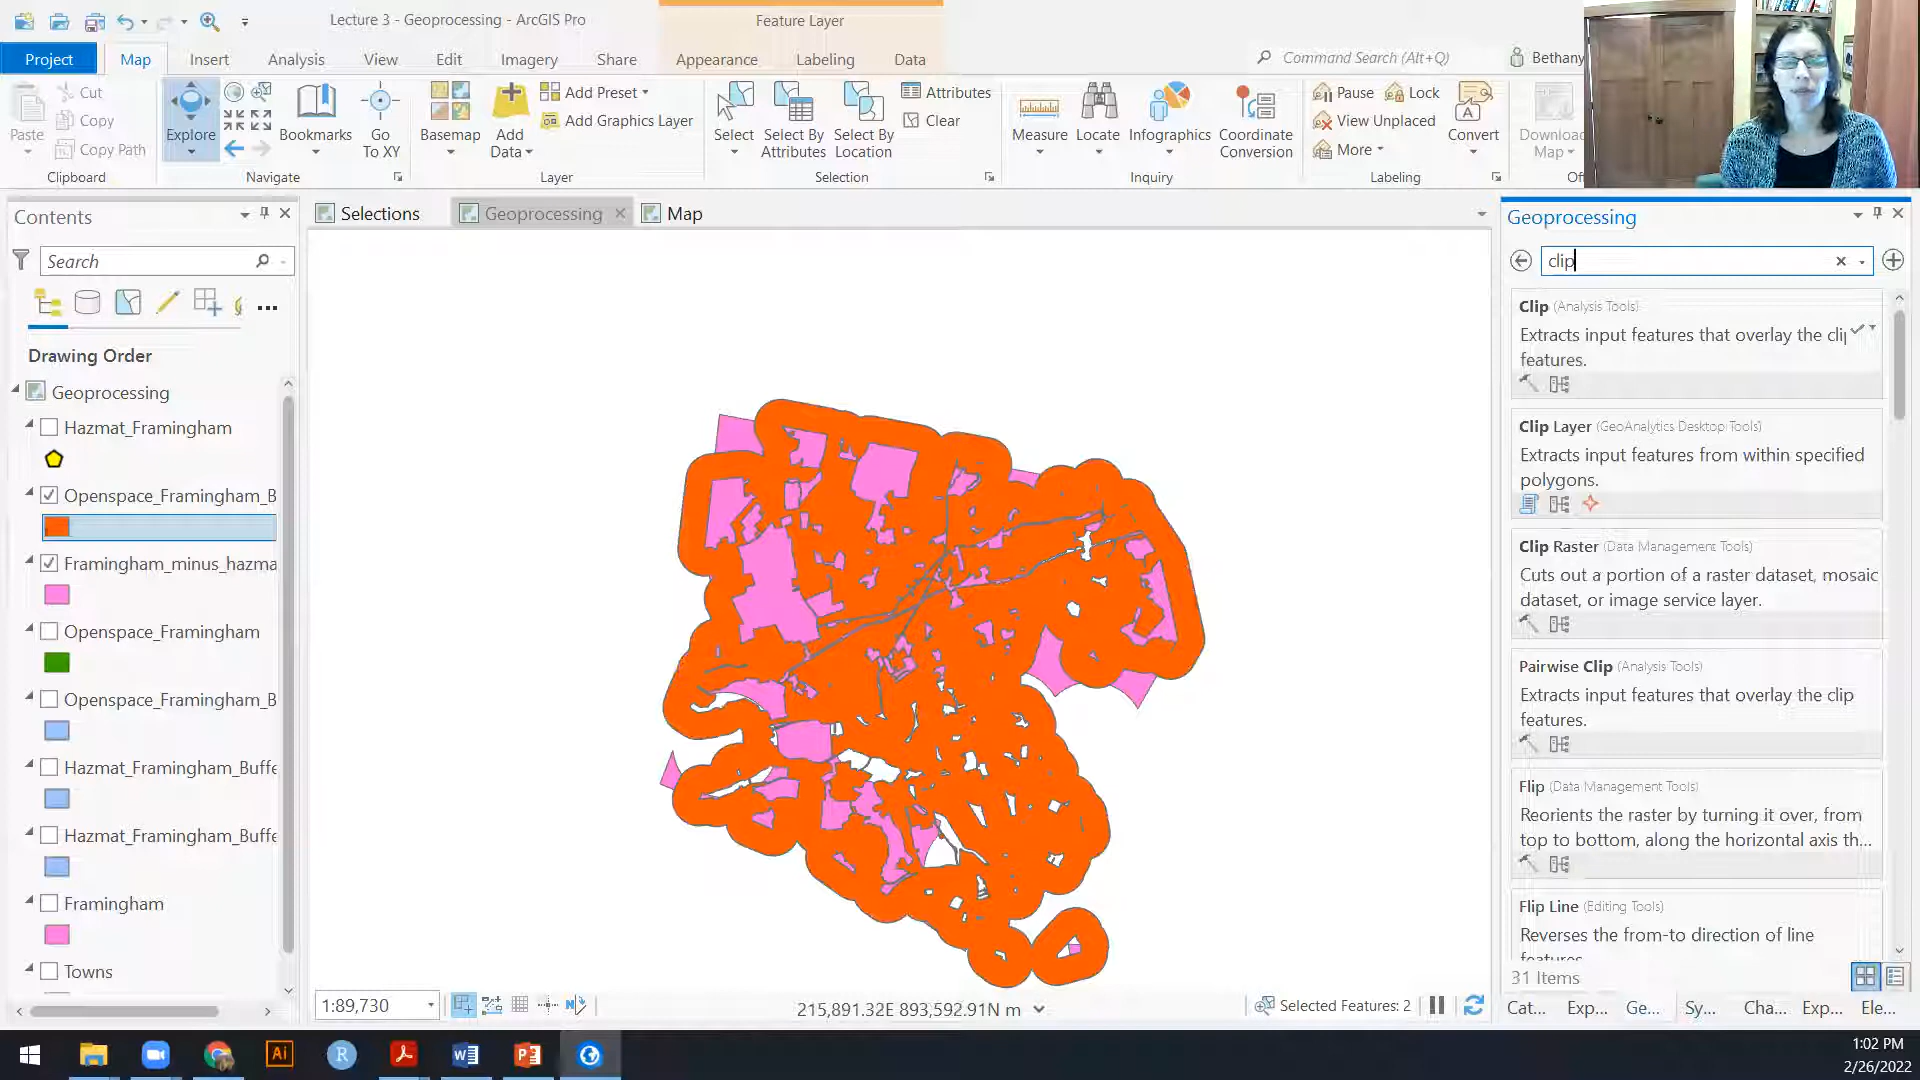 Lecture 3 - Geoprocessing - ArcGIS Pro
Feature Layer
Project
Map
Insert
Analysis
View
Edit
Imagery
Share
Appearance
Labeling
Data
Command Search (Alt+Q)
Bethany
Paste
Cut
Copy
Copy Path
Clipboard
Explore
Bookmarks
Go
To XY
Navigate
Basemap
Add
Data
Add Preset
Add Graphics Layer
Layer
Select
Select By
Attributes
Select By
Location
Attributes
Clear
Selection
Measure
Locate
Infographics
Coordinate
Conversion
Inquiry
Pause
Lock
View Unplaced
More
Convert
Labeling
Download
Map
Of
Contents
Search
Drawing Order
Geoprocessing
Hazmat_Framingham
Openspace_Framingham_B
Framingham_minus_hazma
Openspace_Framingham
Openspace_Framingham_B
Hazmat_Framingham_Buffe
Hazmat_Framingham_Buffe
Framingham
Towns
Selections
Geoprocessing
Map
1:89,730
215,891.32E 893,592.91N m
Selected Features: 2
Geoprocessing
clip
Clip (Analysis Tools)
Extracts input features that overlay the clip
features.
Clip Layer (GeoAnalytics Desktop Tools)
Extracts input features from within specified
polygons.
Clip Raster (Data Management Tools)
Cuts out a portion of a raster dataset, mosaic
dataset, or image service layer.
Pairwise Clip (Analysis Tools)
Extracts input features that overlay the clip
features.
Flip (Data Management Tools)
Reorients the raster by turning it over, from
top to bottom, along the horizontal axis th...
Flip Line (Editing Tools)
Reverses the from-to direction of line
features.
31 Items
Cat...
Exp...
Ge...
Sy...
Cha...
Exp...
Ele...
Ai
R
1:02 PM
2/26/2022